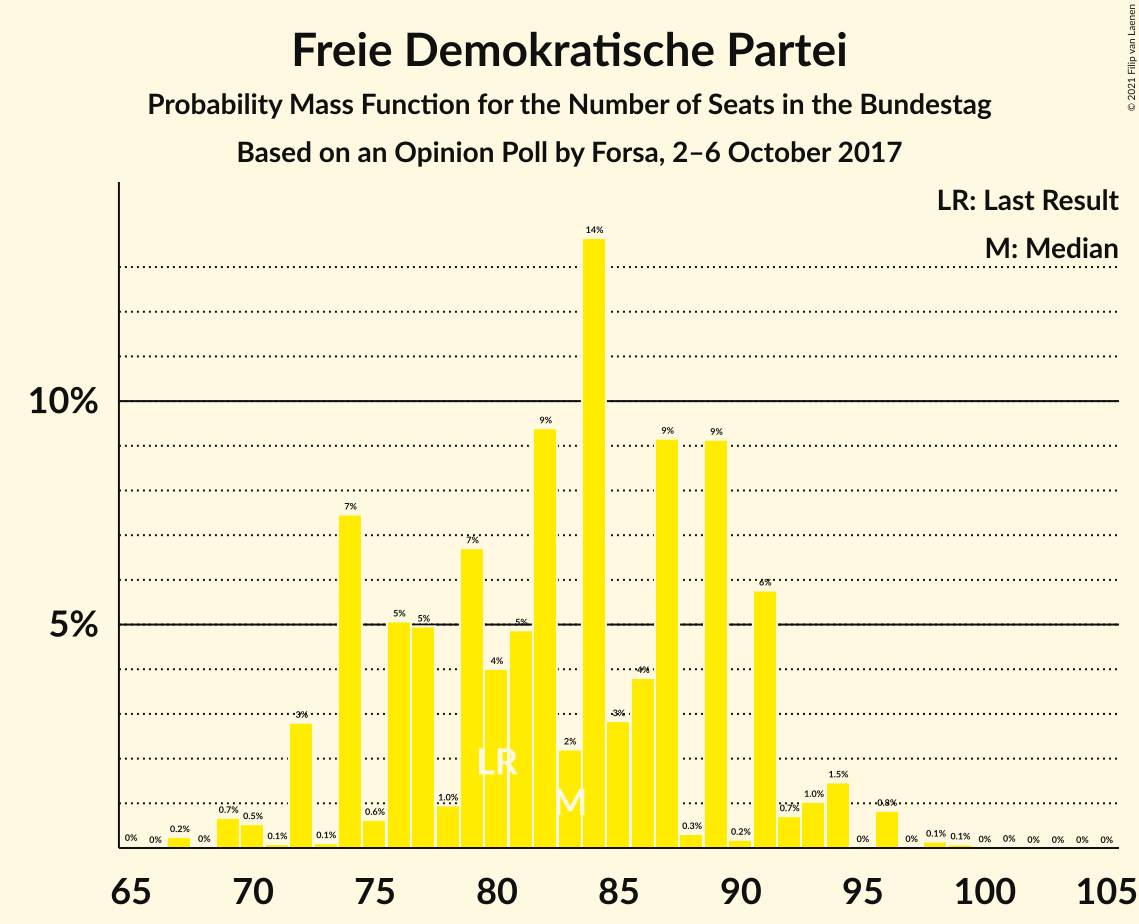 Freie Demokratische Partei
Probability Mass Function for the Number of Seats in the Bundestag
Based on an Opinion Poll by Forsa, 2–6 October 2017
© 2021 Filip van Laenen
LR: Last Result
M: Median
10%
5%
0% 0% 0.2% 0% 0.7% 0.5% 0.1% 3% 0.1% 7% 0.6% 5% 5% 1.0% 7% 4% 5% 9% 2% 14% 3% 4% 9% 0.3% 9% 0.2% 6% 0.7% 1.0% 1.5% 0% 0.8% 0% 0.1% 0.1% 0% 0% 0% 0% 0% 0%
LR
M
65 70 75 80 85 90 95 100 105